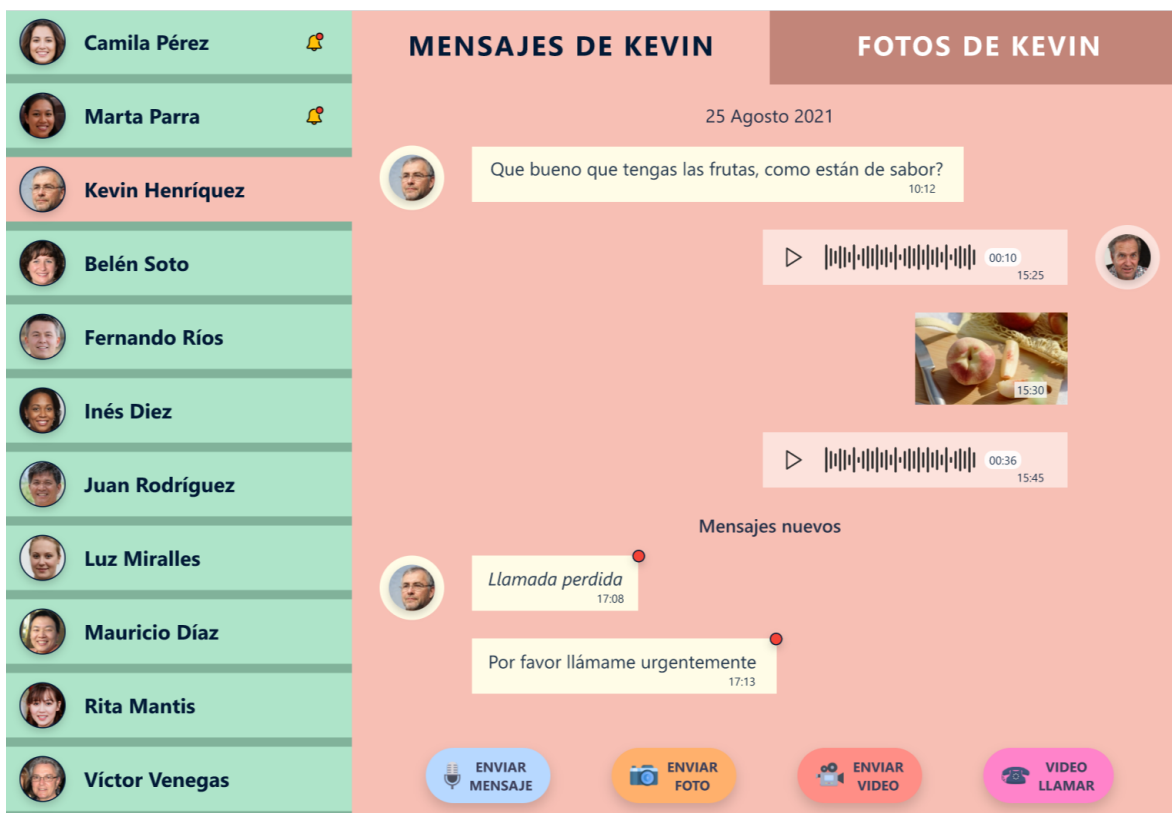 Camila Pérez
Marta Parra
Kevin Henríquez
Belén Soto
Fernando Ríos
Inés Diez
Juan Rodríguez
Luz Miralles
Mauricio Díaz
Rita Mantis
Víctor Venegas
MENSAJES DE KEVIN
FOTOS DE KEVIN
25 Agosto 2021
Que bueno que tengas las frutas, como están de sabor?
10:12
00:10
15:25
15:30
00:36
15:45
Mensajes nuevos
Llamada perdida
17:08
Por favor llámame urgentemente
17:13
ENVIAR
MENSAJE
ENVIAR
FOTO
ENVIAR
VIDEO
VIDEO
LLAMAR